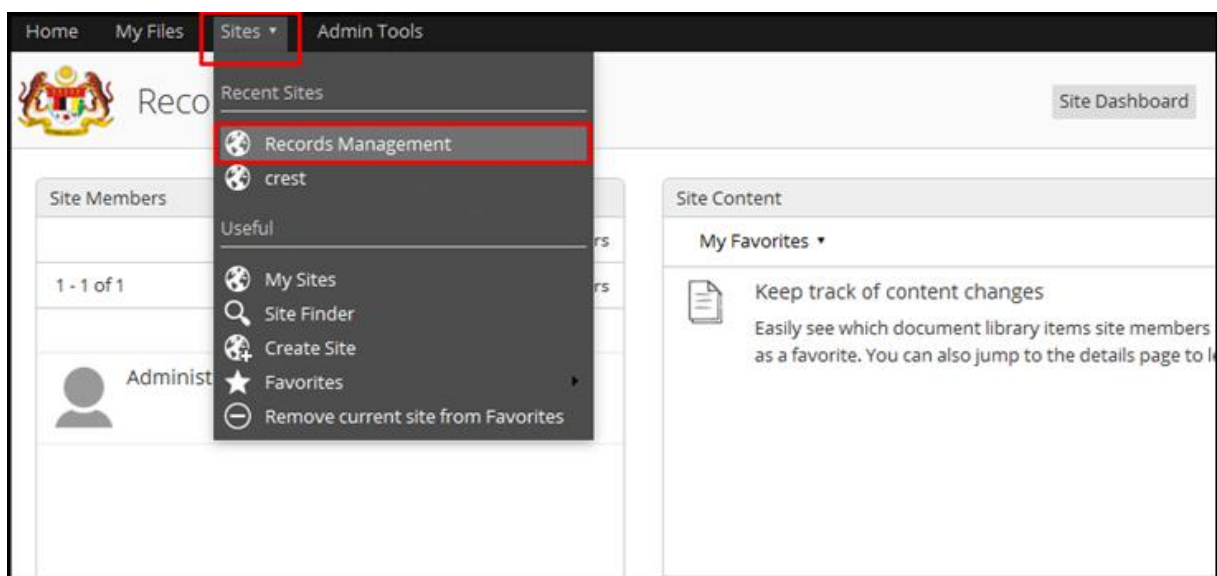 Home My Files Sites Admin Tools
Reco
Site Dashboard
Recent Sites
Records Management
crest
Useful
My Sites
Site Finder
Create Site
Favorites
Remove current site from Favorites
Site Members
rs
1 - 1 of 1
rs
Administ
Site Content
My Favorites
Keep track of content changes
Easily see which document library items site members
as a favorite. You can also jump to the details page to l